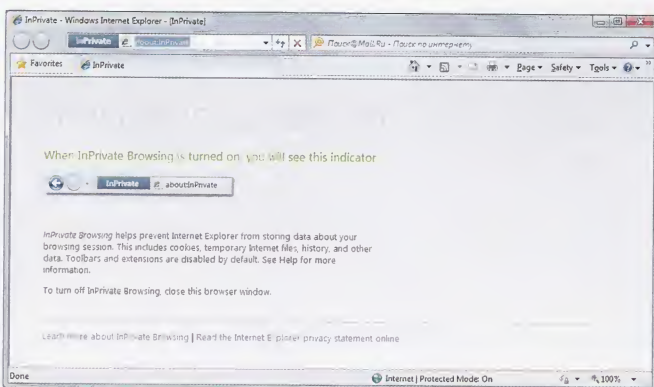 InPrivate - Windows Internet Explorer - [InPrivate]
InPrivate about:InPrivate Поиск@Mail.Ru - Поиск по интернету
Favorites InPrivate Page Safety Tools
When InPrivate Browsing is turned on, you will see this indicator
InPrivate about:InPrivate
InPrivate Browsing helps prevent Internet Explorer from storing data about your
browsing session. This includes cookies, temporary Internet files, history, and other
data. Toolbars and extensions are disabled by default. See Help for more
information.
To turn off InPrivate Browsing, close this browser window.
Learn more about InPrivate Browsing | Read the Internet Explorer privacy statement online
Done Internet | Protected Mode: On 100%